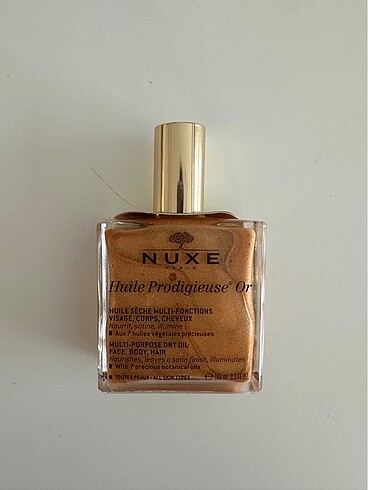 NUXE
PARIS
Huile Prodigieuse® Or
HUILE SÈCHE MULTI-FONCTIONS
VISAGE, CORPS, CHEVEUX
Nourrit, satine, illumine
■ Aux 7 huiles végétales précieuses
MULTI-PURPOSE DRY OIL
FACE, BODY, HAIR
Nourishes, leaves a satin finish, illuminates
■ With 7 precious botanical oils
■ TOUTES PEAUX - ALL SKIN TYPES ℮ 100 ml